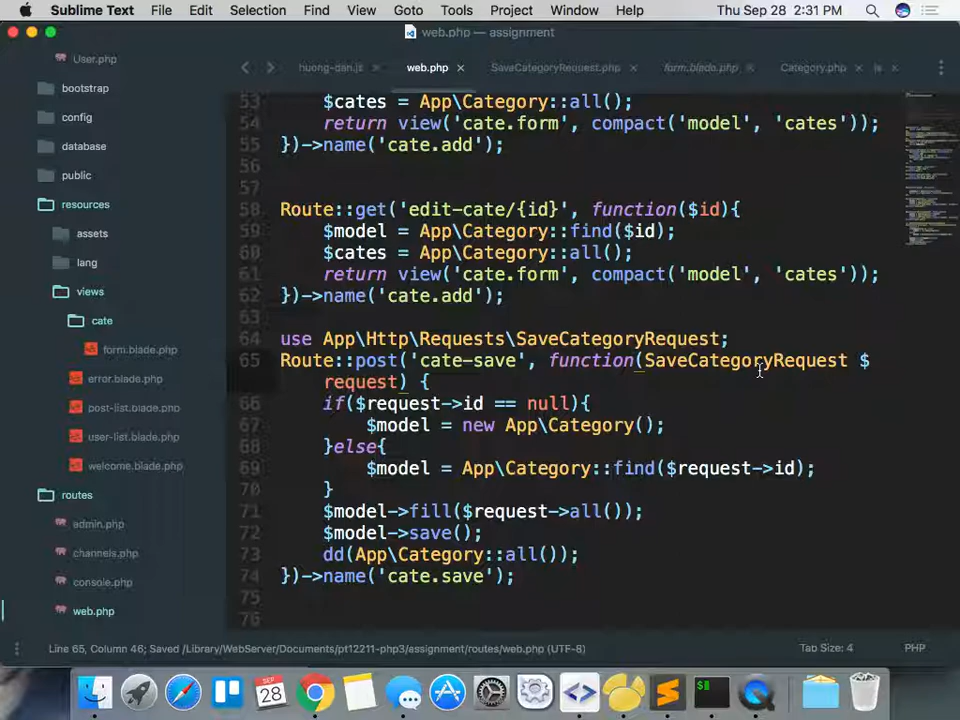 Sublime Text File Edit Selection Find View Goto Tools Project Window Help Thu Sep 28 2:31 PM
web.php — assignment
huong-dan.js web.php SaveCategoryRequest.php form.blade.php Category.php
User.php
bootstrap
config
database
public
resources
assets
lang
views
cate
form.blade.php
error.blade.php
post-list.blade.php
user-list.blade.php
welcome.blade.php
routes
admin.php
channels.php
console.php
web.php
53 $cates = App\Category::all();
54 return view('cate.form', compact('model', 'cates'));
55 })->name('cate.add');
56
57
58 Route::get('edit-cate/{id}', function($id){
59 $model = App\Category::find($id);
60 $cates = App\Category::all();
61 return view('cate.form', compact('model', 'cates'));
62 })->name('cate.add');
63
64 use App\Http\Requests\SaveCategoryRequest;
65 Route::post('cate-save', function(SaveCategoryRequest $
request) {
66 if($request->id == null){
67 $model = new App\Category();
68 }else{
69 $model = App\Category::find($request->id);
70 }
71 $model->fill($request->all());
72 $model->save();
73 dd(App\Category::all());
74 })->name('cate.save');
75
76
Line 65, Column 46; Saved /Library/WebServer/Documents/pt12211-php3/assignment/routes/web.php (UTF-8) Tab Size: 4 PHP
SEP
28